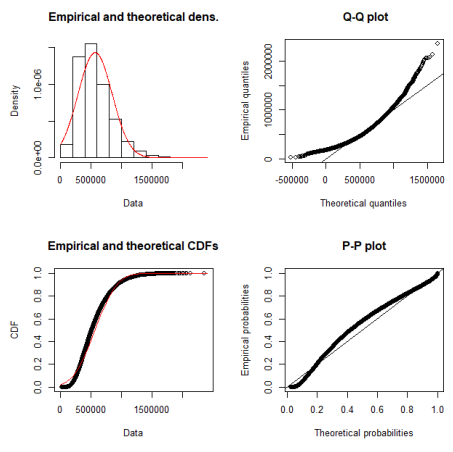 Empirical and theoretical dens.
Density
0.0e+00 1.0e-06
0 500000 1500000
Data
Q-Q plot
Empirical quantiles
0 1000000 2000000
-500000 0 500000 1500000
Theoretical quantiles
Empirical and theoretical CDFs
CDF
0.0 0.2 0.4 0.6 0.8 1.0
0 500000 1500000
Data
P-P plot
Empirical probabilities
0.0 0.2 0.4 0.6 0.8 1.0
0.0 0.2 0.4 0.6 0.8 1.0
Theoretical probabilities